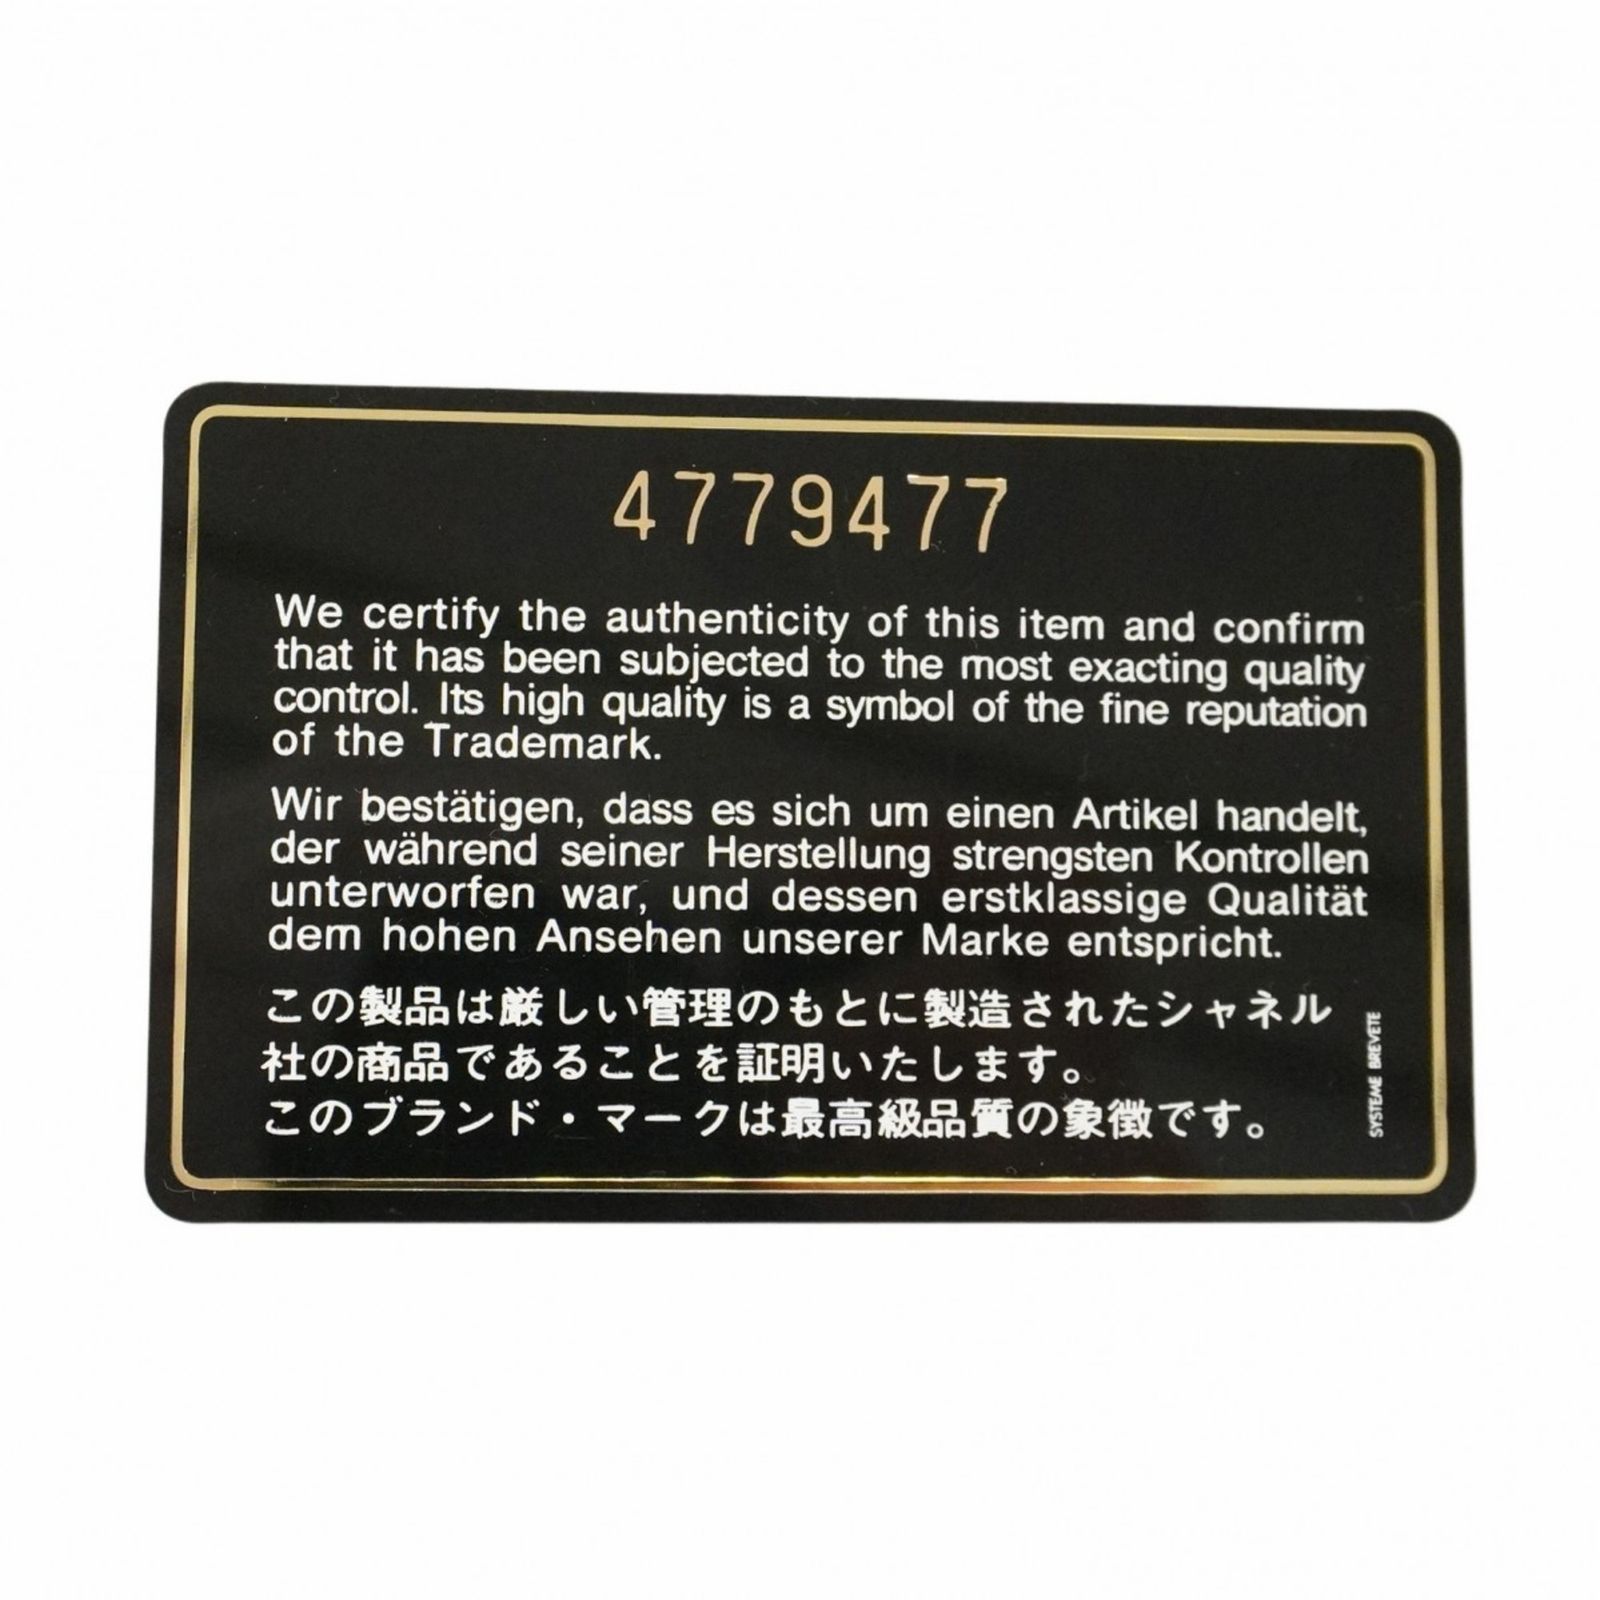 4779477
We certify the authenticity of this item and confirm
that it has been subjected to the most exacting quality
control. Its high quality is a symbol of the fine reputation
of the Trademark.
Wir bestätigen, dass es sich um einen Artikel handelt,
der während seiner Herstellung strengsten Kontrollen
unterworfen war, und dessen erstklassige Qualität
dem hohen Ansehen unserer Marke entspricht.
この製品は厳しい管理のもとに製造されたシャネル
社の商品であることを証明いたします。
このブランド・マークは最高級品質の象徴です。
SYSTEME BREVETE